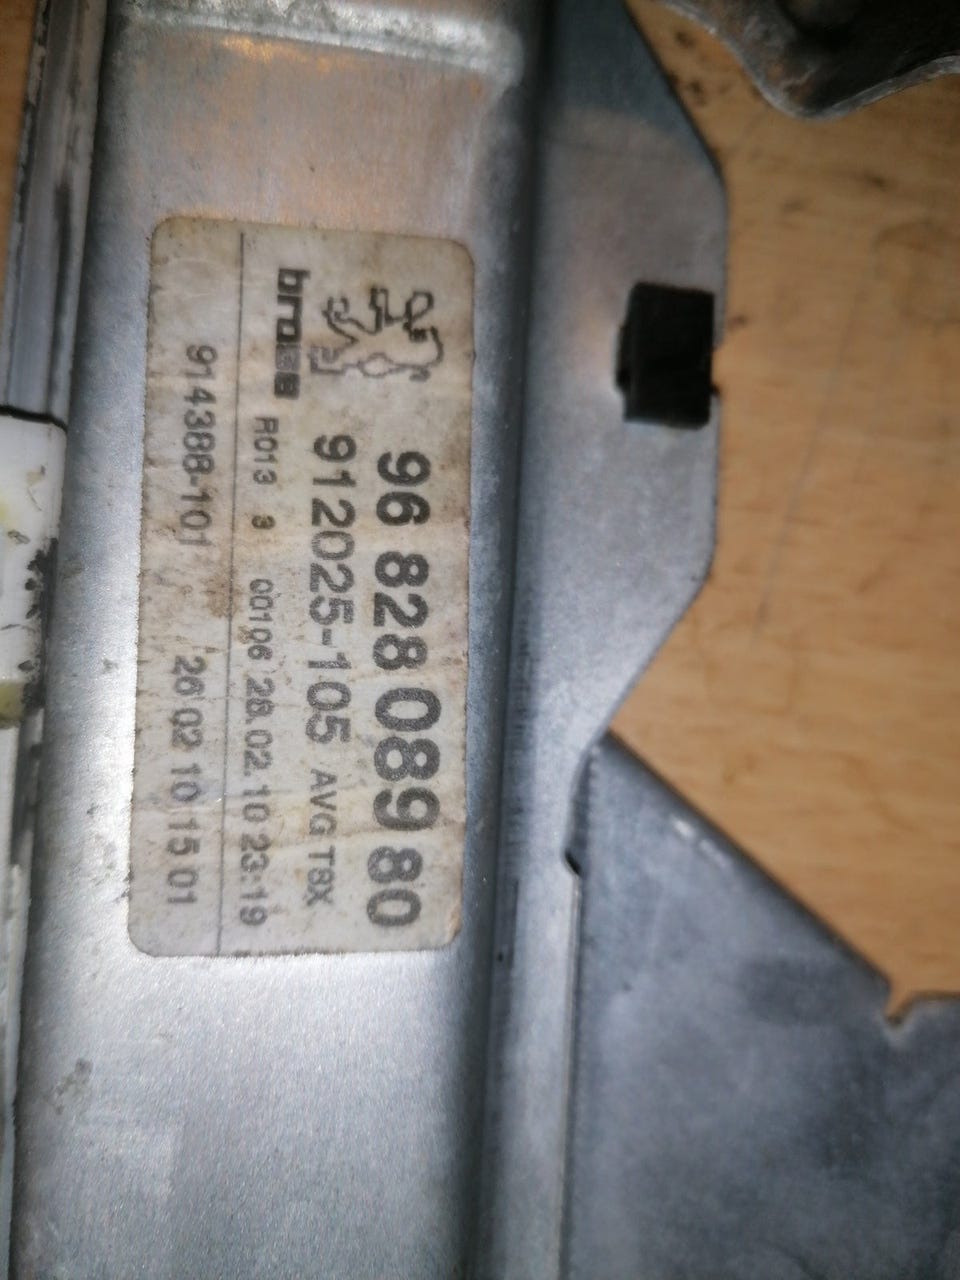 96 828 089 80
912025-105 AVG T8X
brose R013 3 00106 28.02.10 23:19
914388-101 26 02 10 15 01